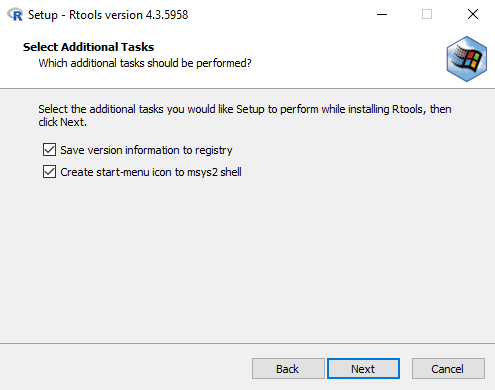 Setup - Rtools version 4.3.5958
Select Additional Tasks
Which additional tasks should be performed?
Select the additional tasks you would like Setup to perform while installing Rtools, then
click Next.
Save version information to registry
Create start-menu icon to msys2 shell
Back Next Cancel